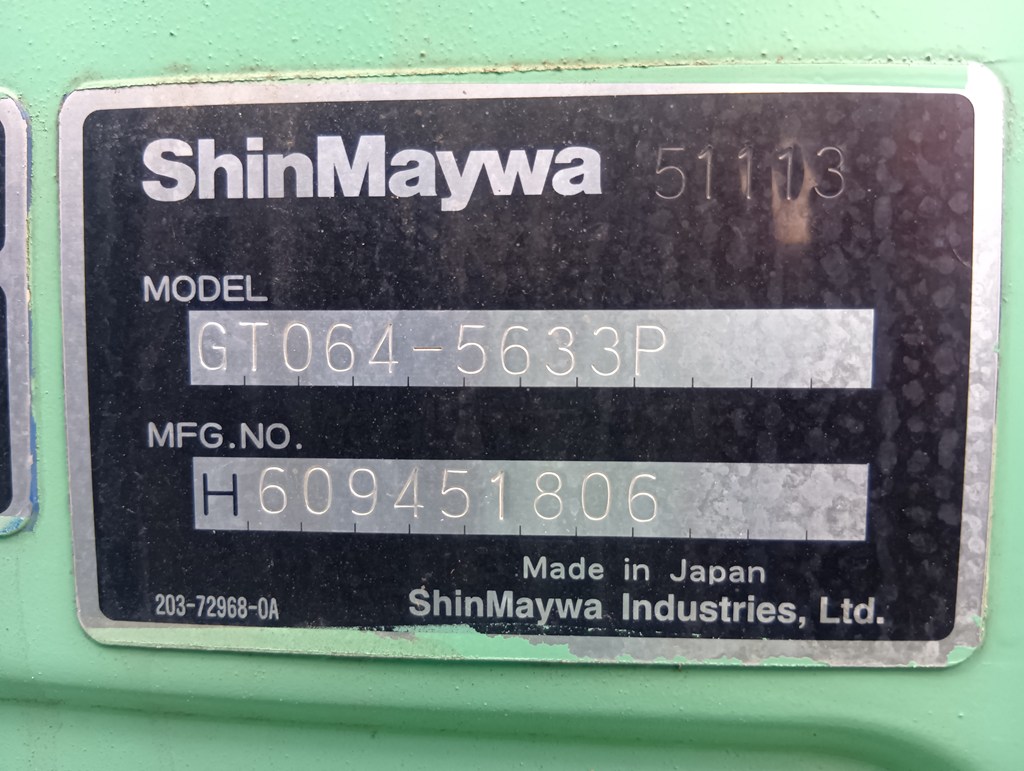 ShinMaywa 51113
MODEL
GT064-5633P
MFG.NO.
H609451806
Made in Japan
203-72968-0A ShinMaywa Industries, Ltd.